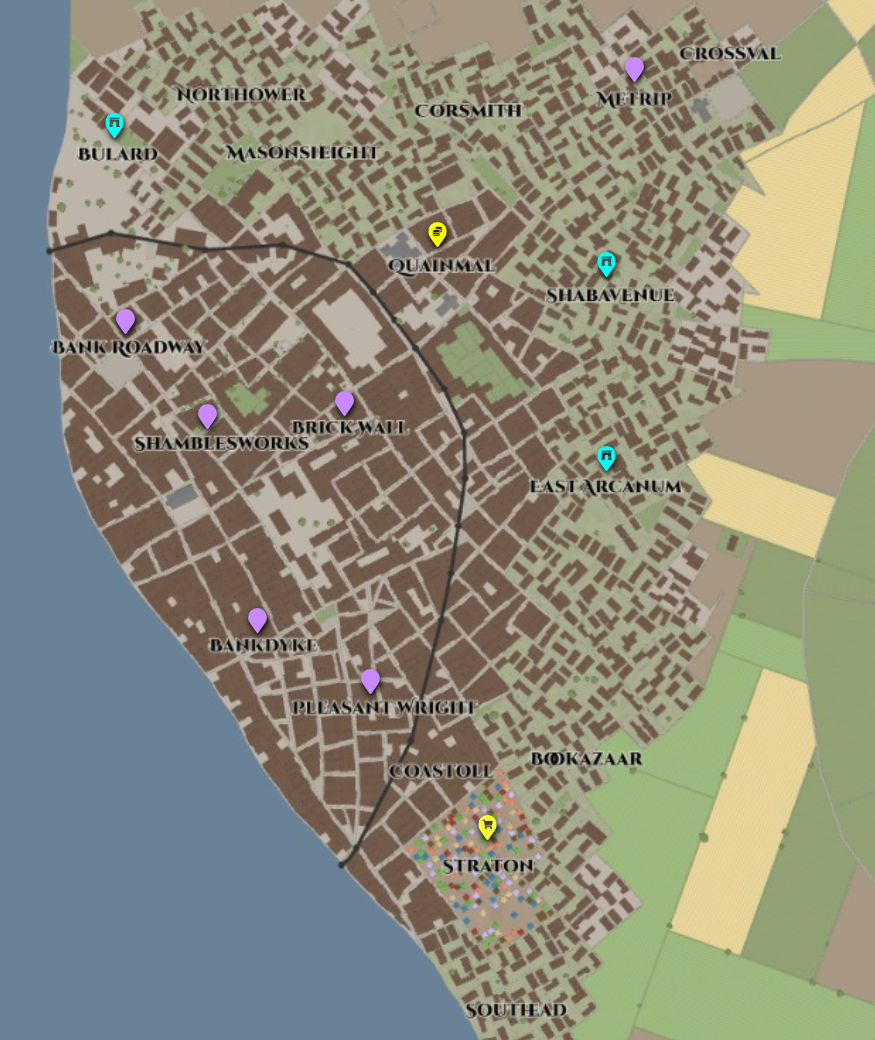 CROSSVAL
NORTHOWER
METRIP
CORSMITH
BULARD
MASONSHEIGHT
QUAINMAL
SHABAVENUE
BANK ROADWAY
BRICK WALL
SHAMBLESWORKS
EAST ARCANUM
BANKDYKE
PLEASANT WRIGHT
BOOKAZAAR
COASTOLL
STRATON
SOUTHEAD